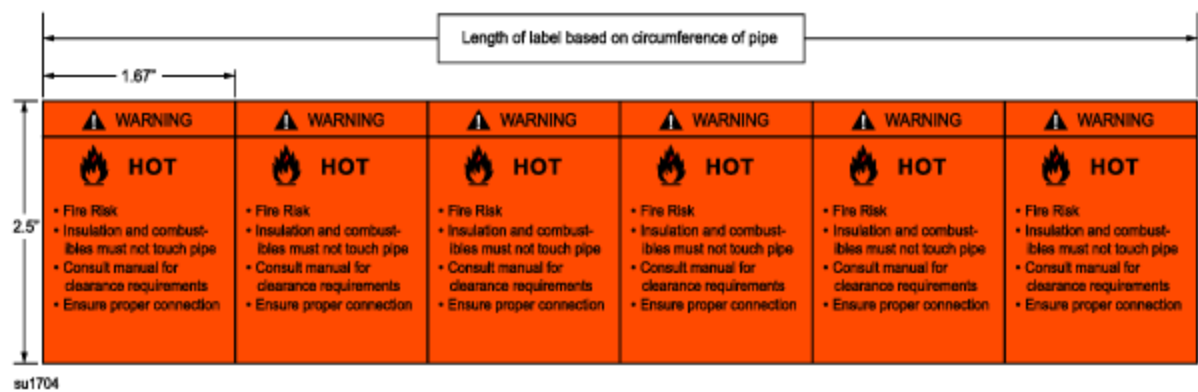 Length of label based on circumference of pipe
1.67"
2.5"
WARNING
HOT
• Fire Risk
• Insulation and combust-
ibles must not touch pipe
• Consult manual for
clearance requirements
• Ensure proper connection
WARNING
HOT
• Fire Risk
• Insulation and combust-
ibles must not touch pipe
• Consult manual for
clearance requirements
• Ensure proper connection
WARNING
HOT
• Fire Risk
• Insulation and combust-
ibles must not touch pipe
• Consult manual for
clearance requirements
• Ensure proper connection
WARNING
HOT
• Fire Risk
• Insulation and combust-
ibles must not touch pipe
• Consult manual for
clearance requirements
• Ensure proper connection
WARNING
HOT
• Fire Risk
• Insulation and combust-
ibles must not touch pipe
• Consult manual for
clearance requirements
• Ensure proper connection
WARNING
HOT
• Fire Risk
• Insulation and combust-
ibles must not touch pipe
• Consult manual for
clearance requirements
• Ensure proper connection
su1704